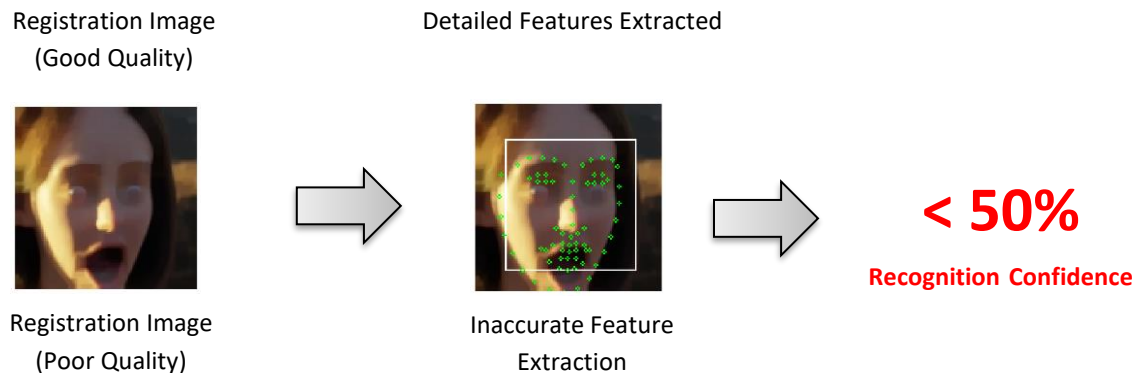 Registration Image
(Good Quality)
Detailed Features Extracted
< 50%
Recognition Confidence
Registration Image
(Poor Quality)
Inaccurate Feature
Extraction